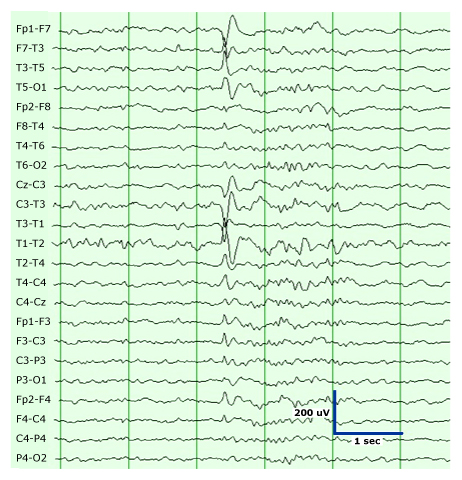 Fp1-F7
F7-T3
T3-T5
T5-O1
Fp2-F8
F8-T4
T4-T6
T6-O2
Cz-C3
C3-T3
T3-T1
T1-T2
T2-T4
T4-C4
C4-Cz
Fp1-F3
F3-C3
C3-P3
P3-O1
Fp2-F4
F4-C4
200 uV
C4-P4
1 sec
P4-O2